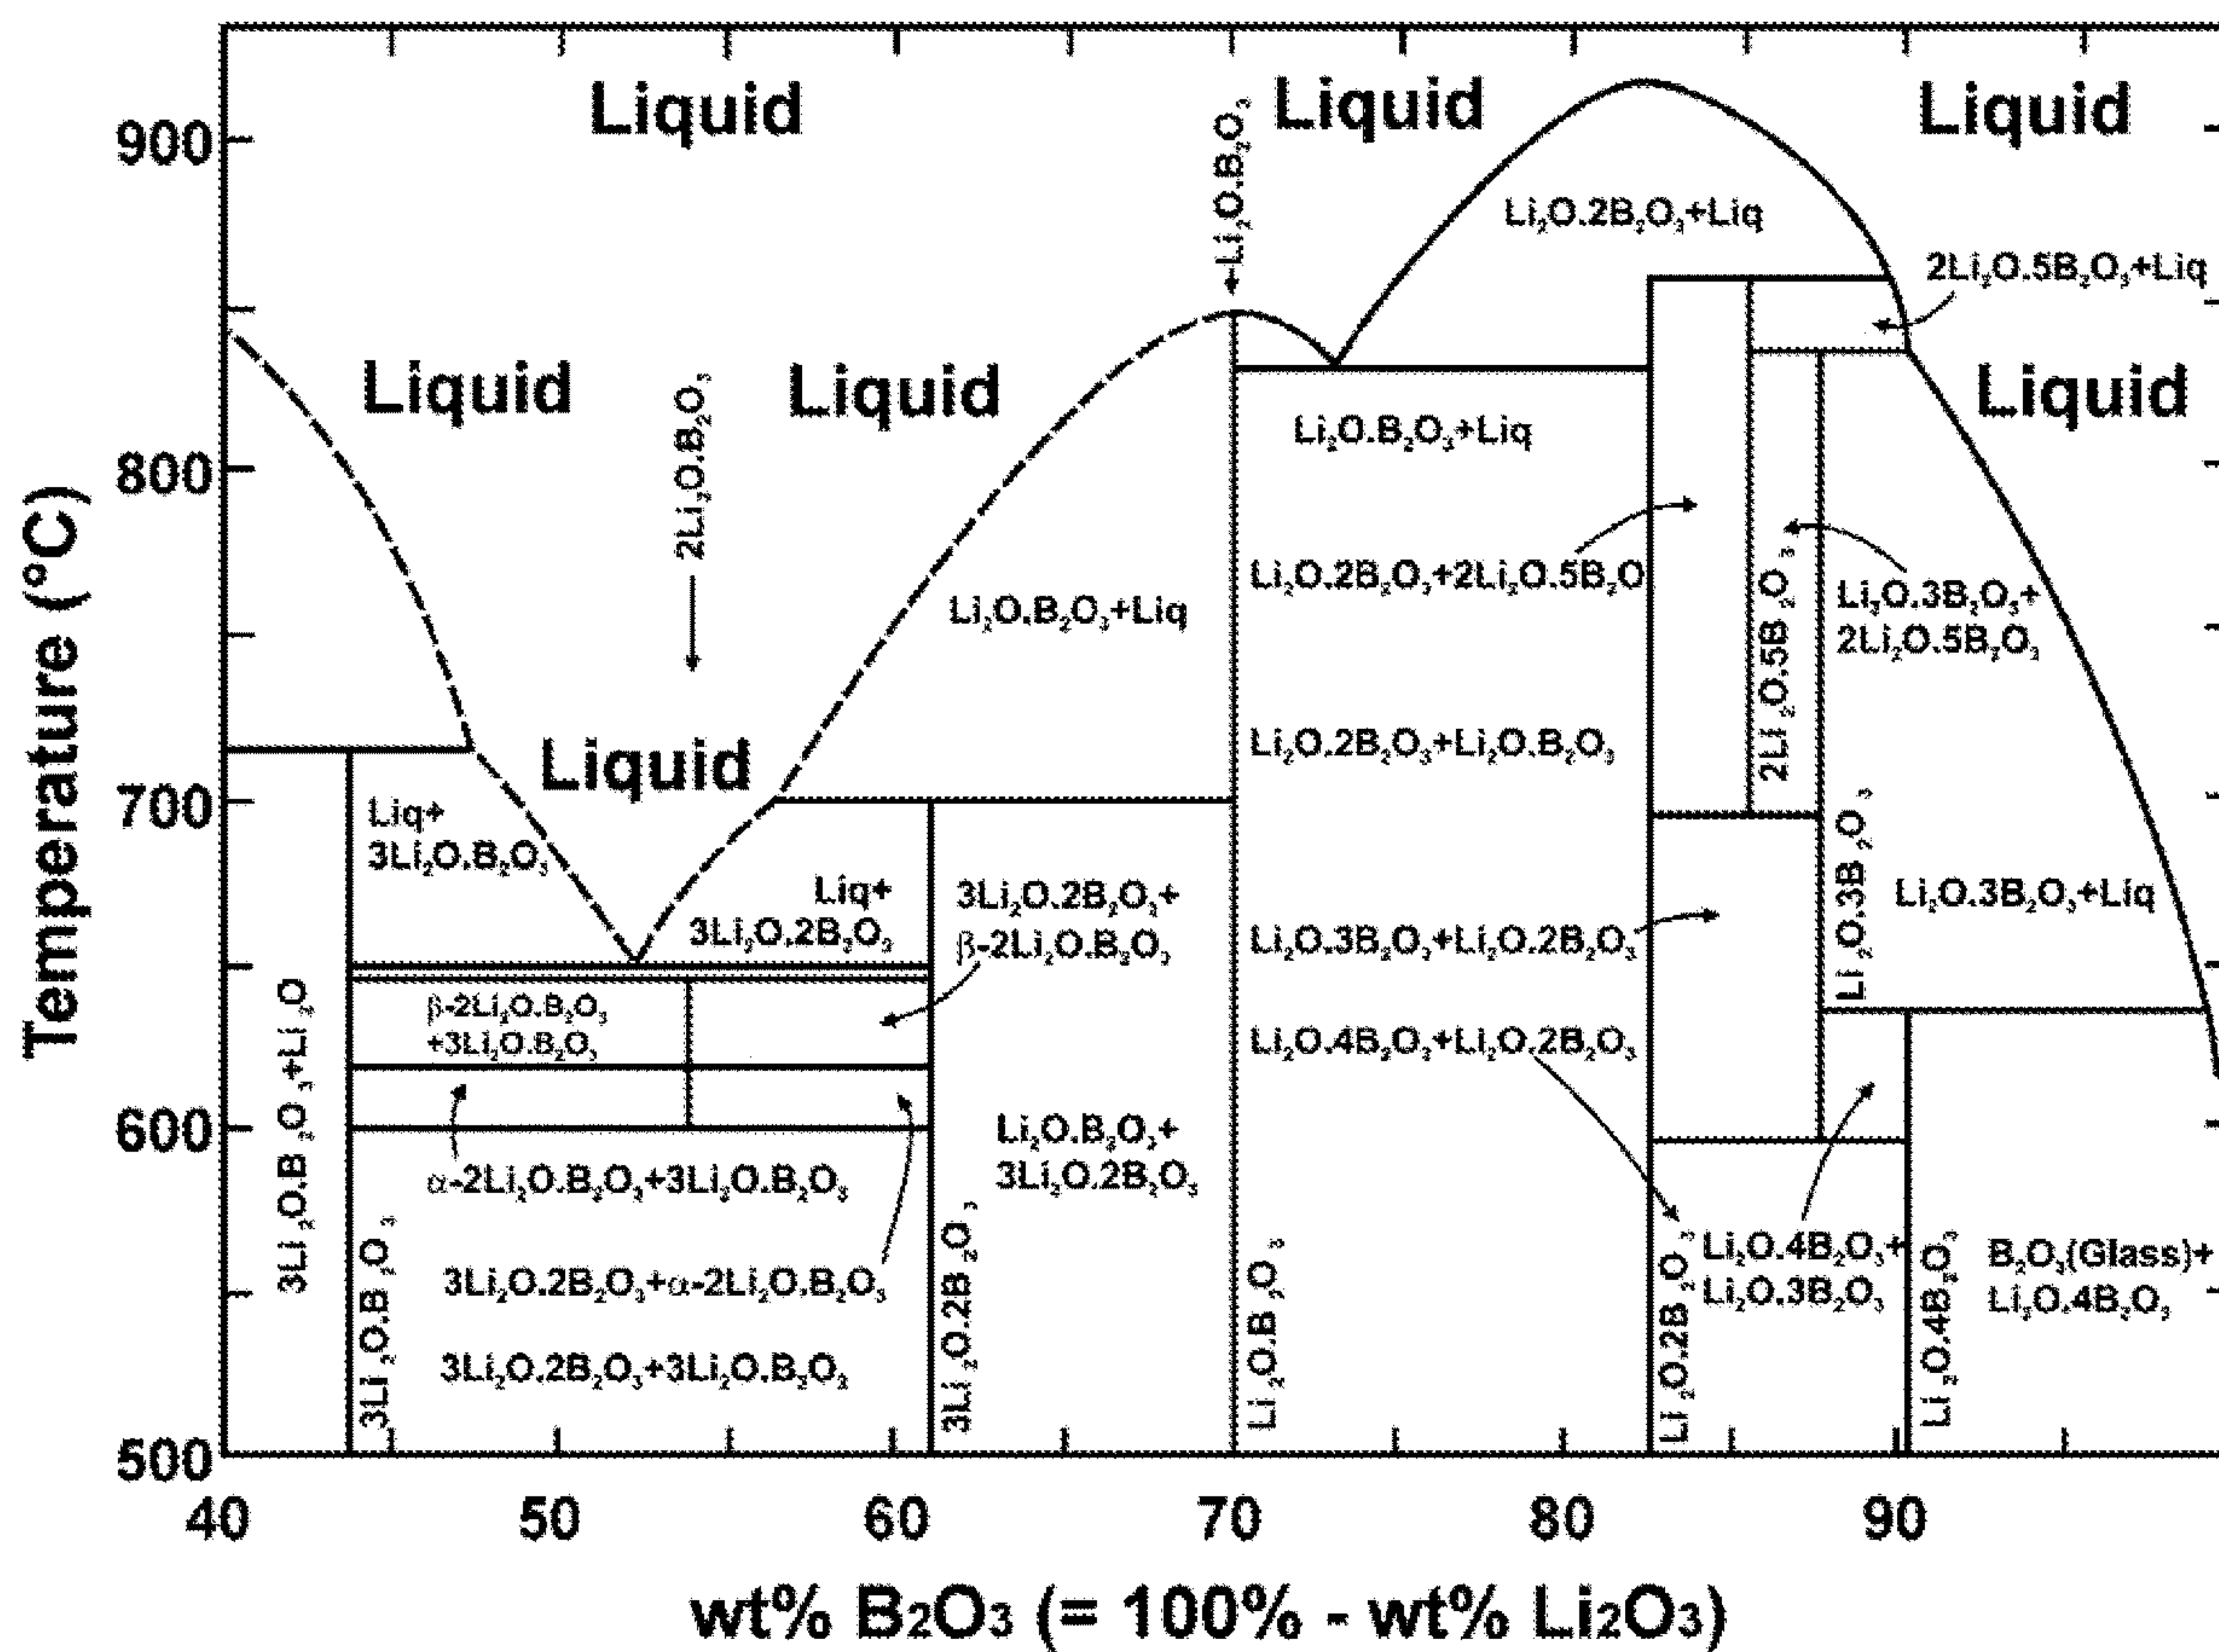 Liquid
Liquid
Liquid
900
Li₂O.B₂O₃
Li₂O.2B₂O₃+Liq
2Li₂O.5B₂O₃+Liq
Liquid
Liquid
Liquid
2Li₂O.B₂O₃
Li₂O.B₂O₃+Liq
800
Li₂O.2B₂O₃+2Li₂O.5B₂O
2Li₂O.5B₂O₃
Li₂O.3B₂O₃+
2Li₂O.5B₂O₃
Li₂O.B₂O₃+Liq
Temperature (°C)
Liquid
Li₂O.2B₂O₃+Li₂O.B₂O₃
700
Liq+
3Li₂O.B₂O₃
Liq+
3Li₂O.2B₂O₃
3Li₂O.2B₂O₃+
β-2Li₂O.B₂O₃
Li₂O.3B₂O₃+Li₂O.2B₂O₃
Li₂O.3B₂O₃
Li₂O.3B₂O₃+Liq
3Li₂O.B₂O₃+Li₂O
β-2Li₂O.B₂O₃
+3Li₂O.B₂O₃
Li₂O.4B₂O₃+Li₂O.2B₂O₃
600
α-2Li₂O.B₂O₃+3Li₂O.B₂O₃
Li₂O.B₂O₃+
3Li₂O.2B₂O₃
3Li₂O.B₂O₃
3Li₂O.2B₂O₃+α-2Li₂O.B₂O₃
3Li₂O.2B₂O₃+3Li₂O.B₂O₃
3Li₂O.2B₂O₃
Li₂O.B₂O₃
Li₂O.2B₂O₃
Li₂O.4B₂O₃+
Li₂O.3B₂O₃
Li₂O.4B₂O₃
B₂O₃(Glass)+
Li₂O.4B₂O₃
500
40 50 60 70 80 90
wt% B₂O₃ (= 100% - wt% Li₂O₃)